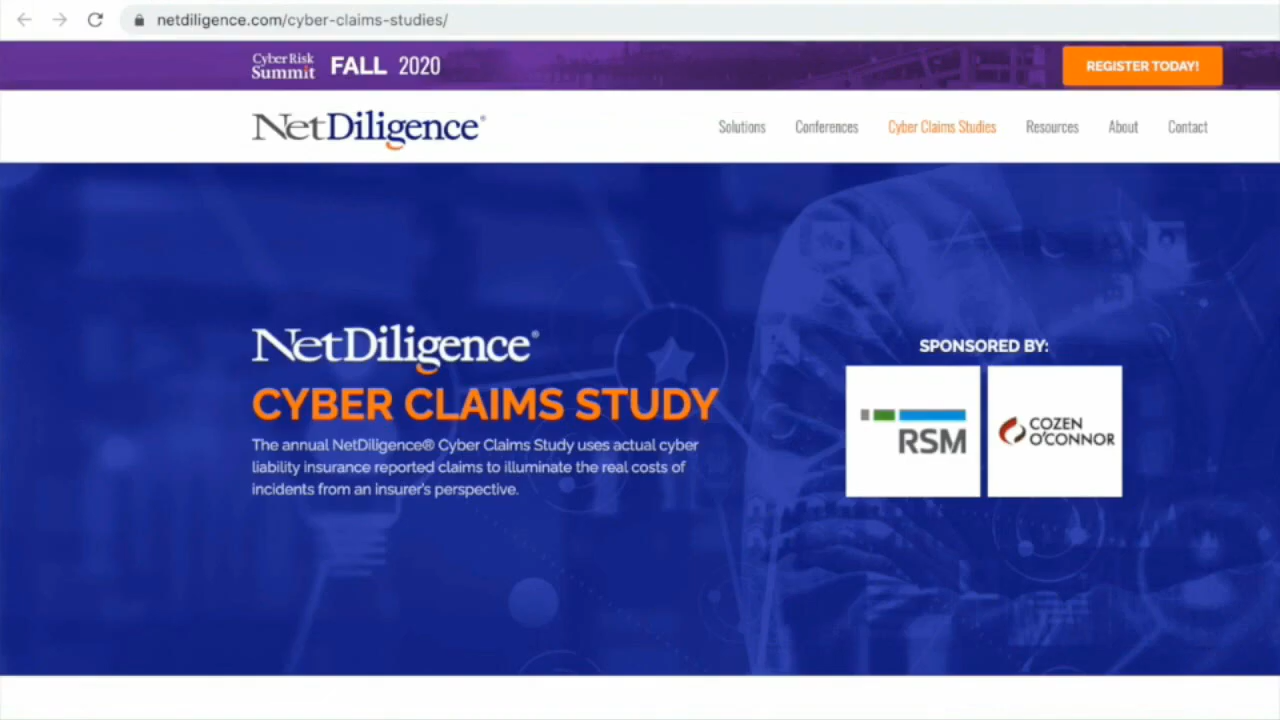 netdiligence.com/cyber-claims-studies/
CyberRisk
Summit
FALL 2020
REGISTER TODAY!
NetDiligence®
Solutions
Conferences
Cyber Claims Studies
Resources
About
Contact
NetDiligence®
CYBER CLAIMS STUDY
The annual NetDiligence® Cyber Claims Study uses actual cyber
liability insurance reported claims to illuminate the real costs of
incidents from an insurer's perspective.
SPONSORED BY:
RSM
COZEN
O'CONNOR